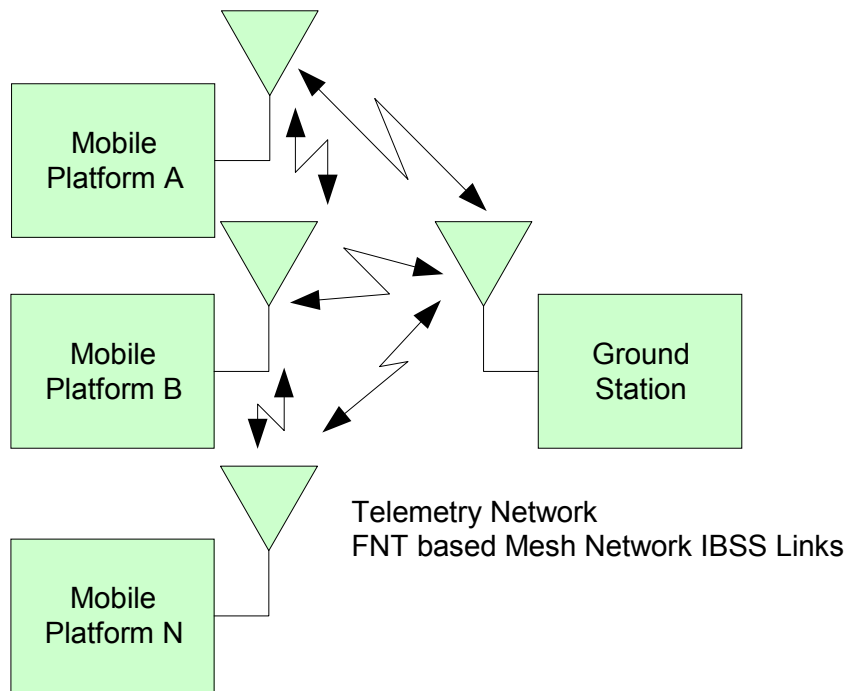 Mobile
Platform A
Mobile
Platform B
Ground
Station
Telemetry Network
FNT based Mesh Network IBSS Links
Mobile
Platform N